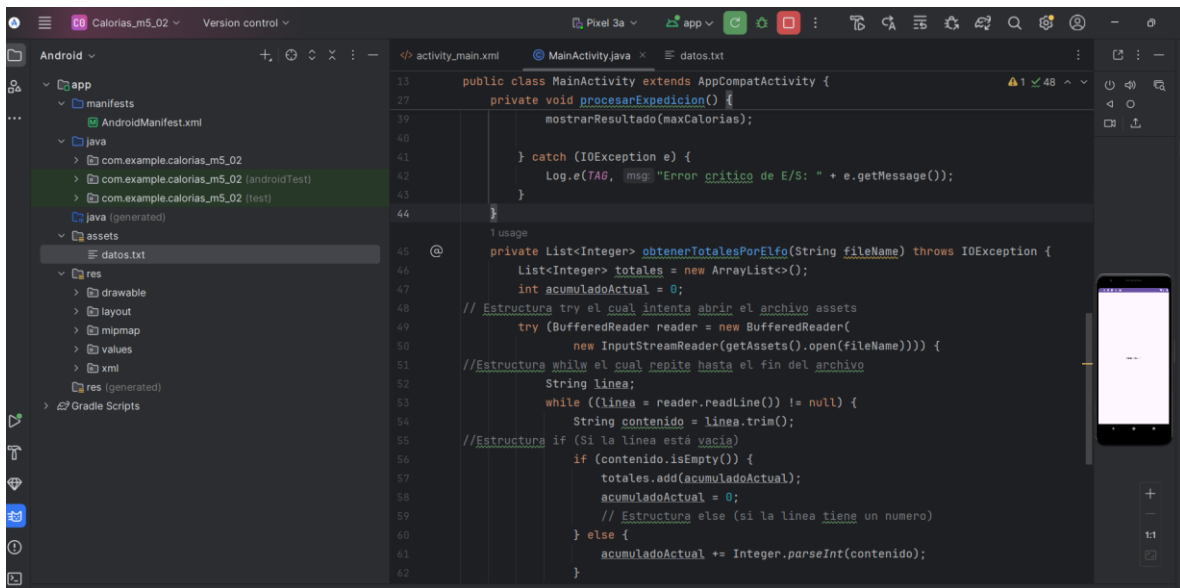 CO Calorias_m5_02 Version control Pixel 3a app
Android
activity_main.xml MainActivity.java datos.txt
app
manifests
AndroidManifest.xml
java
com.example.calorias_m5_02
com.example.calorias_m5_02 (androidTest)
com.example.calorias_m5_02 (test)
java (generated)
assets
datos.txt
res
drawable
layout
mipmap
values
xml
res (generated)
Gradle Scripts
13 public class MainActivity extends AppCompatActivity {
1 48
27 private void procesarExpedicion() {
39 mostrarResultado(maxCalorias);
40
41 } catch (IOException e) {
42 Log.e(TAG, msg: "Error critico de E/S: " + e.getMessage());
43 }
44 }
1 usage
45 private List<Integer> obtenerTotalesPorElfo(String fileName) throws IOException {
46 List<Integer> totales = new ArrayList<>();
47 int acumuladoActual = 0;
48 // Estructura try el cual intenta abrir el archivo assets
49 try (BufferedReader reader = new BufferedReader(
50 new InputStreamReader(getAssets().open(fileName)))) {
51 //Estructura whilw el cual repite hasta el fin del archivo
52 String linea;
53 while ((linea = reader.readLine()) != null) {
54 String contenido = linea.trim();
55 //Estructura if (Si la linea está vacia)
56 if (contenido.isEmpty()) {
57 totales.add(acumuladoActual);
58 acumuladoActual = 0;
59 // Estructura else (si la linea tiene un numero)
60 } else {
61 acumuladoActual += Integer.parseInt(contenido);
62 }
1:1